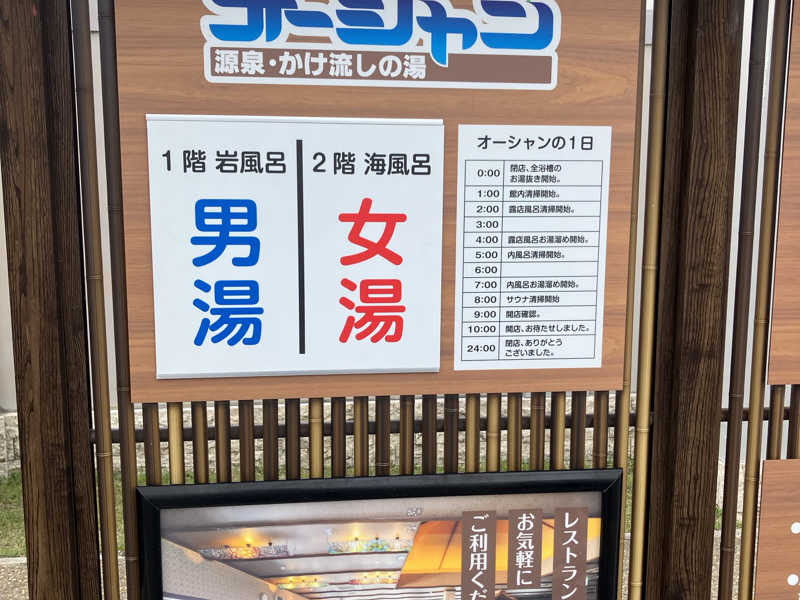 オーシャン
源泉・かけ流しの湯
1階 岩風呂
男湯
2階 海風呂
女湯
オーシャンの1日
0:00 閉店、全浴槽の
お湯抜き開始。
1:00 館内清掃開始。
2:00 露店風呂清掃開始。
3:00
4:00 露店風呂お湯溜め開始。
5:00 内風呂清掃開始。
6:00
7:00 内風呂お湯溜め開始。
8:00 サウナ清掃開始
9:00 開店確認。
10:00 開店、お待たせしました。
24:00 閉店、ありがとう
ございました。
レストラン
お気軽に
ご利用くだ